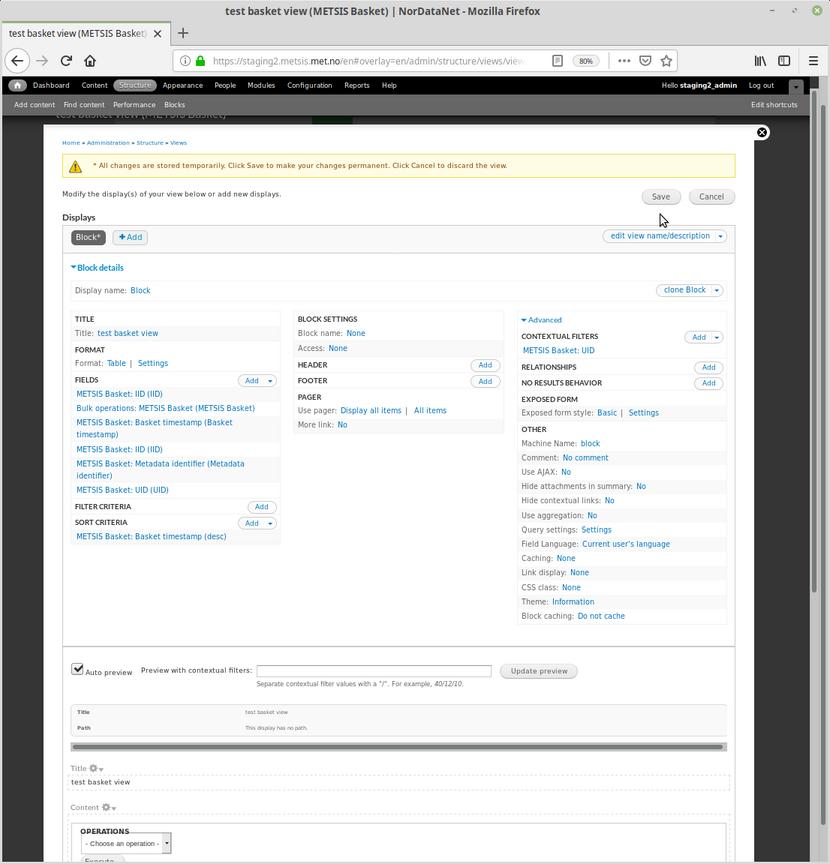 test basket view (METSIS Basket) | NorDataNet - Mozilla Firefox
test basket view (METSIS Basket)
https://staging2.metsis.met.no/en#overlay=en/admin/structure/views/view
80%
Dashboard Content Structure Appearance People Modules Configuration Reports Help Hello staging2_admin Log out
Add content Find content Performance Blocks Edit shortcuts
test basket view (METSIS Basket)
Home » Administration » Structure » Views
* All changes are stored temporarily. Click Save to make your changes permanent. Click Cancel to discard the view.
Modify the display(s) of your view below or add new displays.
Save Cancel
Displays
Block* Add edit view name/description
Block details
Display name: Block clone Block
TITLE
Title: test basket view
FORMAT
Format: Table | Settings
FIELDS Add
METSIS Basket: IID (IID)
Bulk operations: METSIS Basket (METSIS Basket)
METSIS Basket: Basket timestamp (Basket
timestamp)
METSIS Basket: IID (IID)
METSIS Basket: Metadata identifier (Metadata
identifier)
METSIS Basket: UID (UID)
FILTER CRITERIA Add
SORT CRITERIA Add
METSIS Basket: Basket timestamp (desc)
BLOCK SETTINGS
Block name: None
Access: None
HEADER Add
FOOTER Add
PAGER
Use pager: Display all items | All items
More link: No
Advanced
CONTEXTUAL FILTERS Add
METSIS Basket: UID
RELATIONSHIPS Add
NO RESULTS BEHAVIOR Add
EXPOSED FORM
Exposed form style: Basic | Settings
OTHER
Machine Name: block
Comment: No comment
Use AJAX: No
Hide attachments in summary: No
Hide contextual links: No
Use aggregation: No
Query settings: Settings
Field Language: Current user's language
Caching: None
Link display: None
CSS class: None
Theme: Information
Block caching: Do not cache
Auto preview Preview with contextual filters: Update preview
Separate contextual filter values with a "/". For example, 40/12/10.
Title test basket view
Path This display has no path.
Title
test basket view
Content
OPERATIONS
- Choose an operation -
Execute